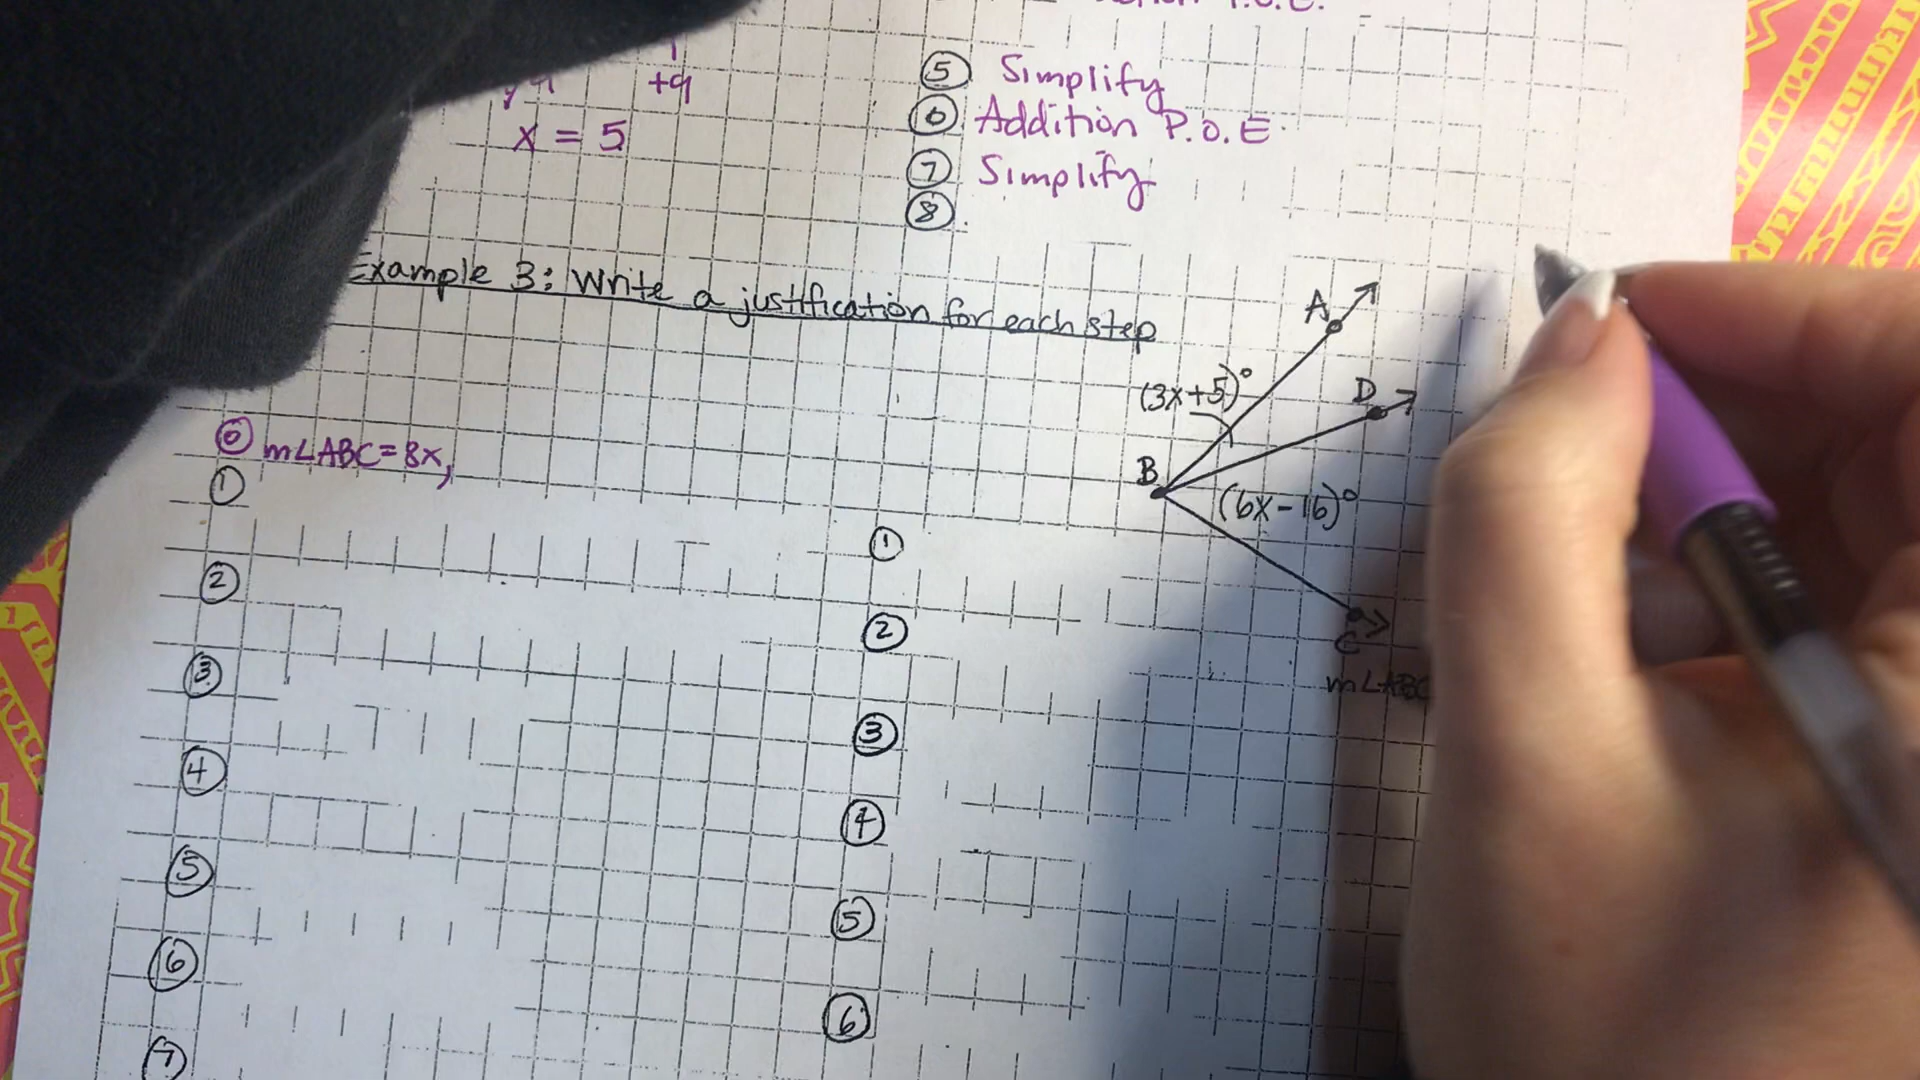 P.O.E.
+9
x = 5
⑤ Simplify
⑥ Addition P.O.E.
⑦ Simplify
⑧
Example 3: Write a justification for each step
A
(3x+5)°
D
B
(6x-16)°
C
m∠ABC
⓪ m∠ABC=8x,
①
②
③
④
⑤
⑥
⑦
①
②
③
④
⑤
⑥